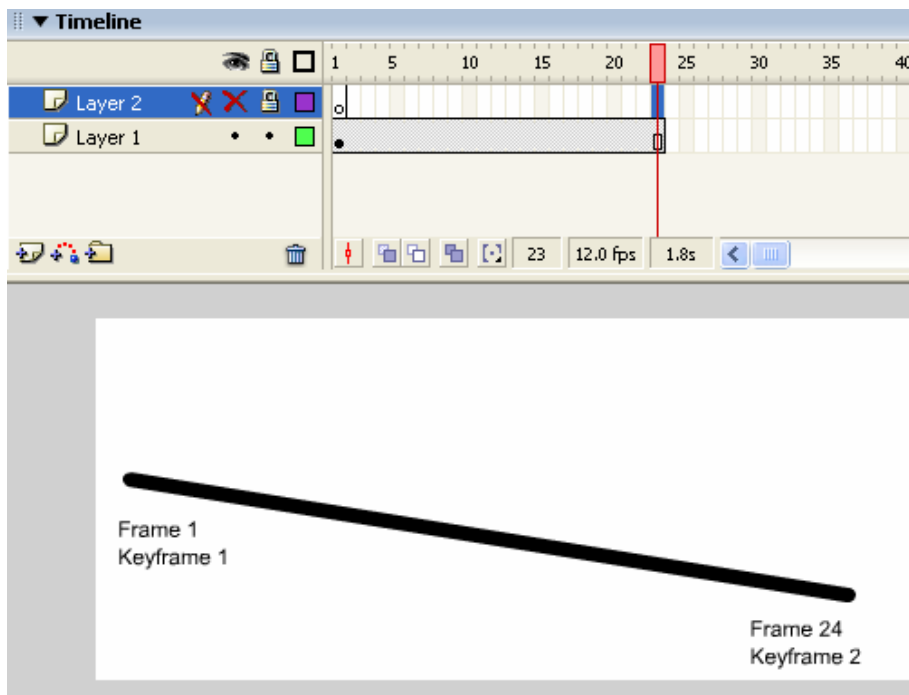 Timeline
1 5 10 15 20 25 30 35 40
Layer 2
Layer 1
23 12.0 fps 1.8s
Frame 1
Keyframe 1
Frame 24
Keyframe 2